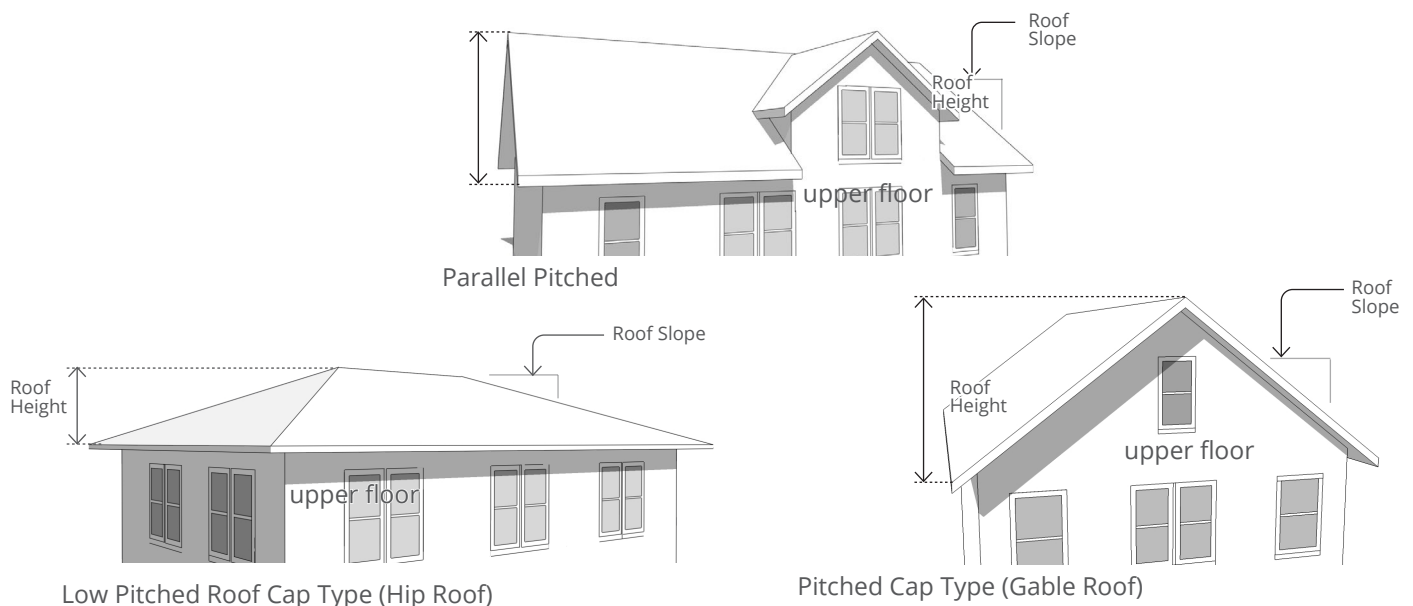 Roof
Slope
Roof
Height
upper floor
Parallel Pitched
Roof Slope
Roof
Height
upper floor
Low Pitched Roof Cap Type (Hip Roof)
Roof
Slope
Roof
Height
upper floor
Pitched Cap Type (Gable Roof)